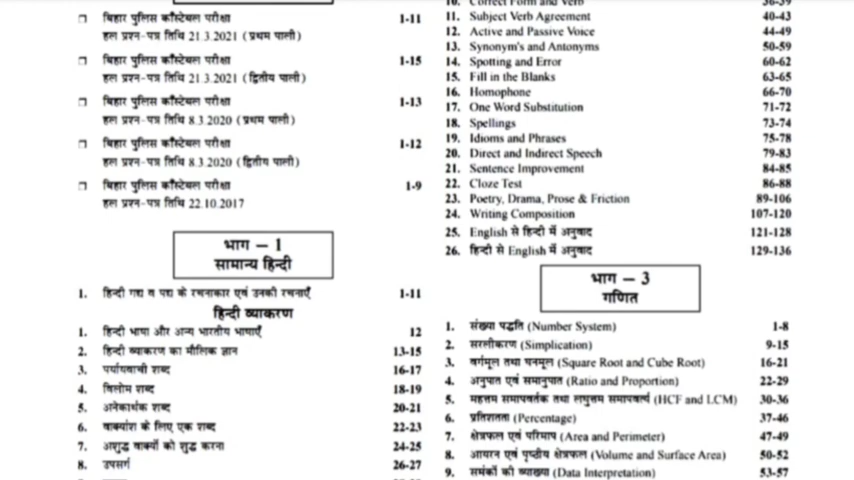 बिहार पुलिस कॉंस्टेबल परीक्षा 1-11
हल प्रश्न-पत्र तिथि 21.3.2021 (प्रथम पाली)
बिहार पुलिस कॉंस्टेबल परीक्षा 1-15
हल प्रश्न-पत्र तिथि 21.3.2021 (द्वितीय पाली)
बिहार पुलिस कॉंस्टेबल परीक्षा 1-13
हल प्रश्न-पत्र तिथि 8.3.2020 (प्रथम पाली)
बिहार पुलिस कॉंस्टेबल परीक्षा 1-12
हल प्रश्न-पत्र तिथि 8.3.2020 (द्वितीय पाली)
बिहार पुलिस कॉंस्टेबल परीक्षा 1-9
हल प्रश्न-पत्र तिथि 22.10.2017
भाग – 1
सामान्य हिन्दी
1. हिन्दी गद्य व पद्य के रचनाकार एवं उनकी रचनाएँ 1-11
हिन्दी व्याकरण
1. हिन्दी भाषा और अन्य भारतीय भाषाएँ 12
2. हिन्दी व्याकरण का मौलिक ज्ञान 13-15
3. पर्यायवाची शब्द 16-17
4. विलोम शब्द 18-19
5. अनेकार्थक शब्द 20-21
6. वाक्यांश के लिए एक शब्द 22-23
7. अशुद्ध वाक्यों को शुद्ध करना 24-25
8. उपसर्ग 26-27
10. Correct Form and Verb 36-39
11. Subject Verb Agreement 40-43
12. Active and Passive Voice 44-49
13. Synonym's and Antonyms 50-59
14. Spotting and Error 60-62
15. Fill in the Blanks 63-65
16. Homophone 66-70
17. One Word Substitution 71-72
18. Spellings 73-74
19. Idioms and Phrases 75-78
20. Direct and Indirect Speech 79-83
21. Sentence Improvement 84-85
22. Cloze Test 86-88
23. Poetry, Drama, Prose & Friction 89-106
24. Writing Composition 107-120
25. English से हिन्दी में अनुवाद 121-128
26. हिन्दी से English में अनुवाद 129-136
भाग – 3
गणित
1. संख्या पद्धति (Number System) 1-8
2. सरलीकरण (Simplication) 9-15
3. वर्गमूल तथा घनमूल (Square Root and Cube Root) 16-21
4. अनुपात एवं समानुपात (Ratio and Proportion) 22-29
5. महत्तम समापवर्तक तथा लघुत्तम समापवर्त्य (HCF and LCM) 30-36
6. प्रतिशतता (Percentage) 37-46
7. क्षेत्रफल एवं परिमाप (Area and Perimeter) 47-49
8. आयतन एवं पृष्ठीय क्षेत्रफल (Volume and Surface Area) 50-52
9. समंकों की व्याख्या (Data Interpretation) 53-57